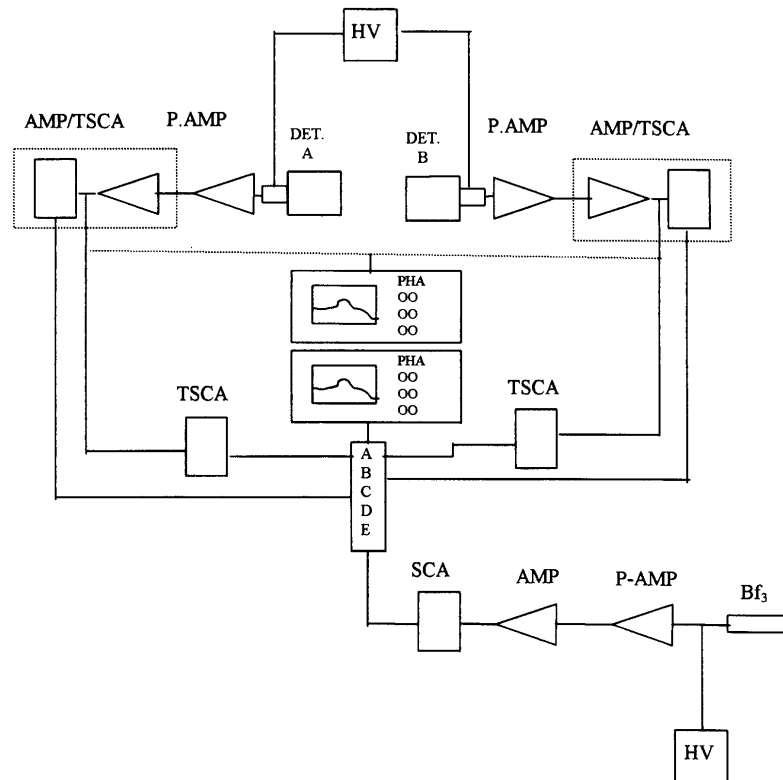 HV
AMP/TSCA
P.AMP
DET.
A
DET.
B
P.AMP
AMP/TSCA
PHA
OO
OO
OO
PHA
OO
OO
OO
TSCA
TSCA
A
B
C
D
E
SCA
AMP
P-AMP
Bf₃
HV